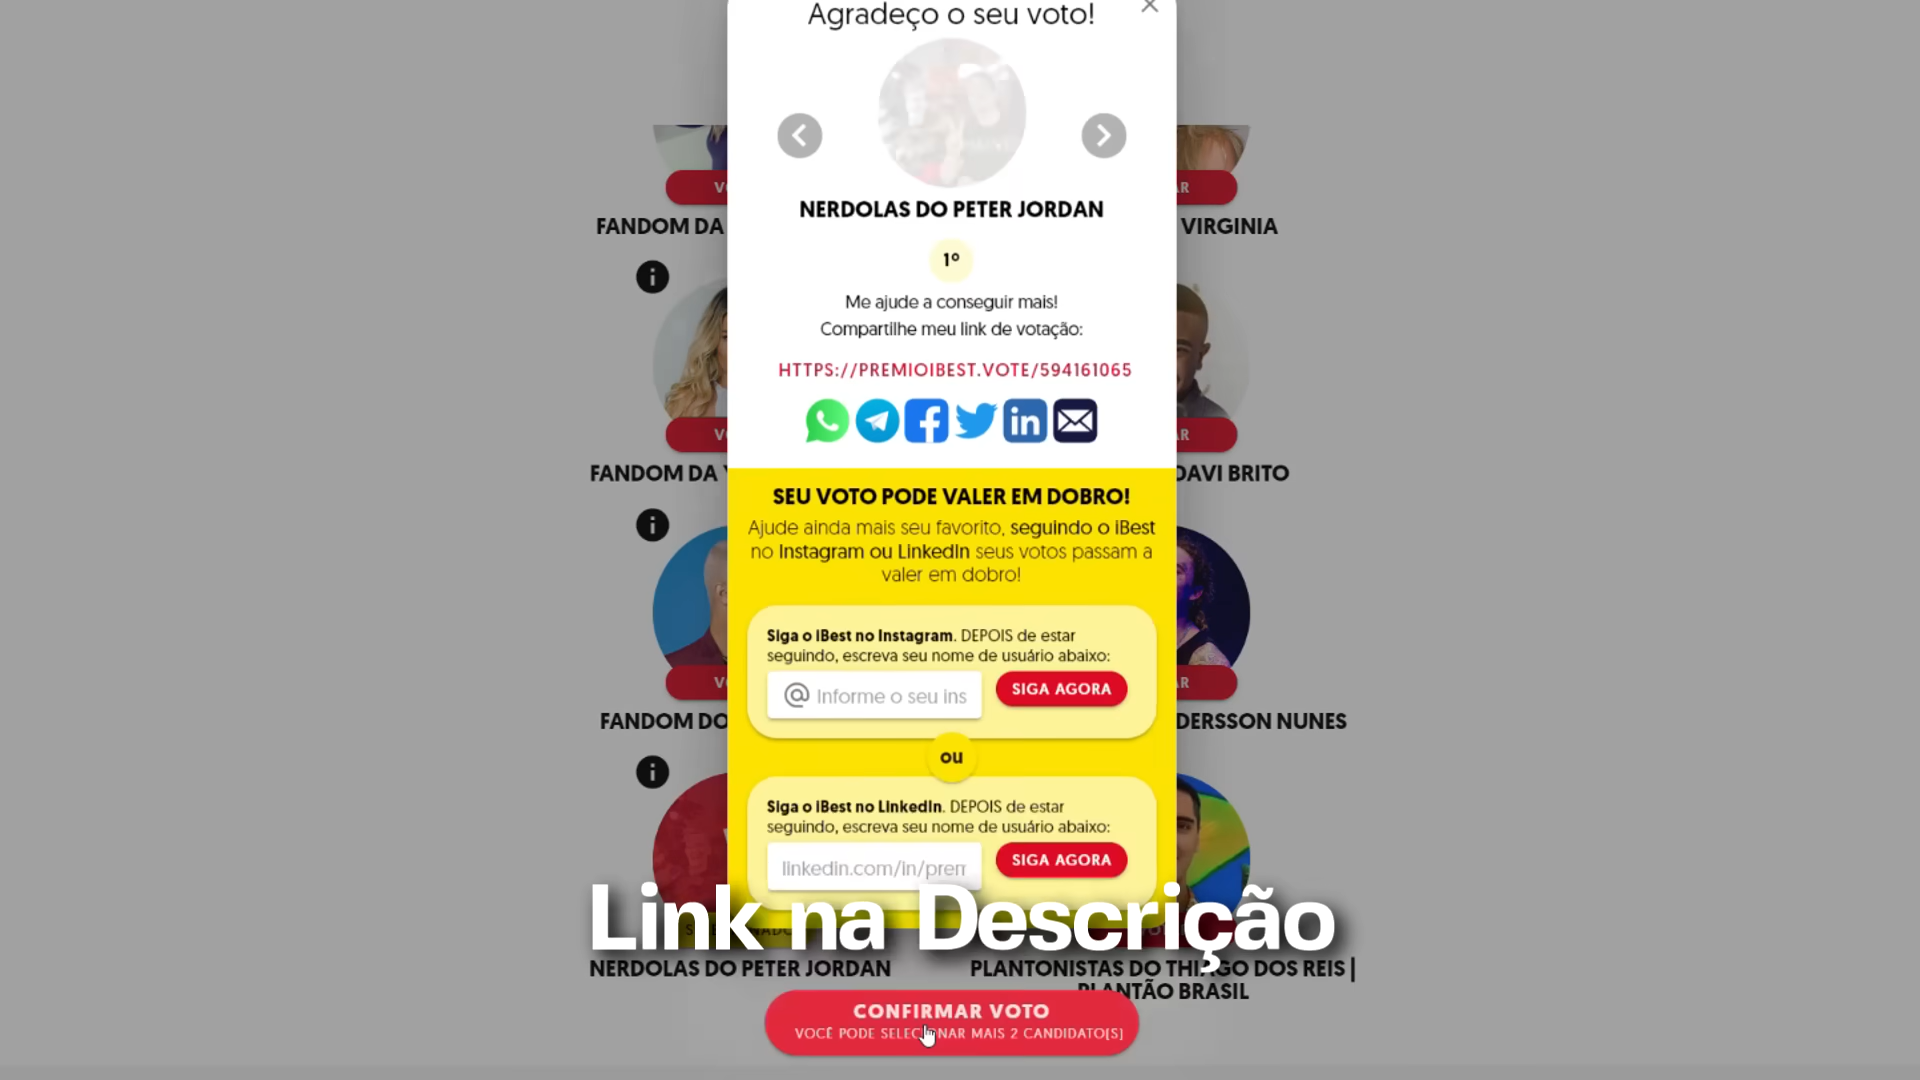 Agradeço o seu voto!
NERDOLAS DO PETER JORDAN
1º
Me ajude a conseguir mais!
Compartilhe meu link de votação:
HTTPS://PREMIOIBEST.VOTE/594161065
SEU VOTO PODE VALER EM DOBRO!
Ajude ainda mais seu favorito, seguindo o iBest
no Instagram ou LinkedIn seus votos passam a
valer em dobro!
Siga o iBest no Instagram. DEPOIS de estar
seguindo, escreva seu nome de usuário abaixo:
@ Informe o seu ins
SIGA AGORA
ou
Siga o iBest no LinkedIn. DEPOIS de estar
seguindo, escreva seu nome de usuário abaixo:
linkedin.com/in/prem
SIGA AGORA
FANDOM DA
VIRGINIA
FANDOM DA
DAVI BRITO
FANDOM DO
DERSSON NUNES
Link na Descrição
NERDOLAS DO PETER JORDAN
PLANTONISTAS DO THIAGO DOS REIS |
PLANTÃO BRASIL
CONFIRMAR VOTO
VOCÊ PODE SELECIONAR MAIS 2 CANDIDATO(S)